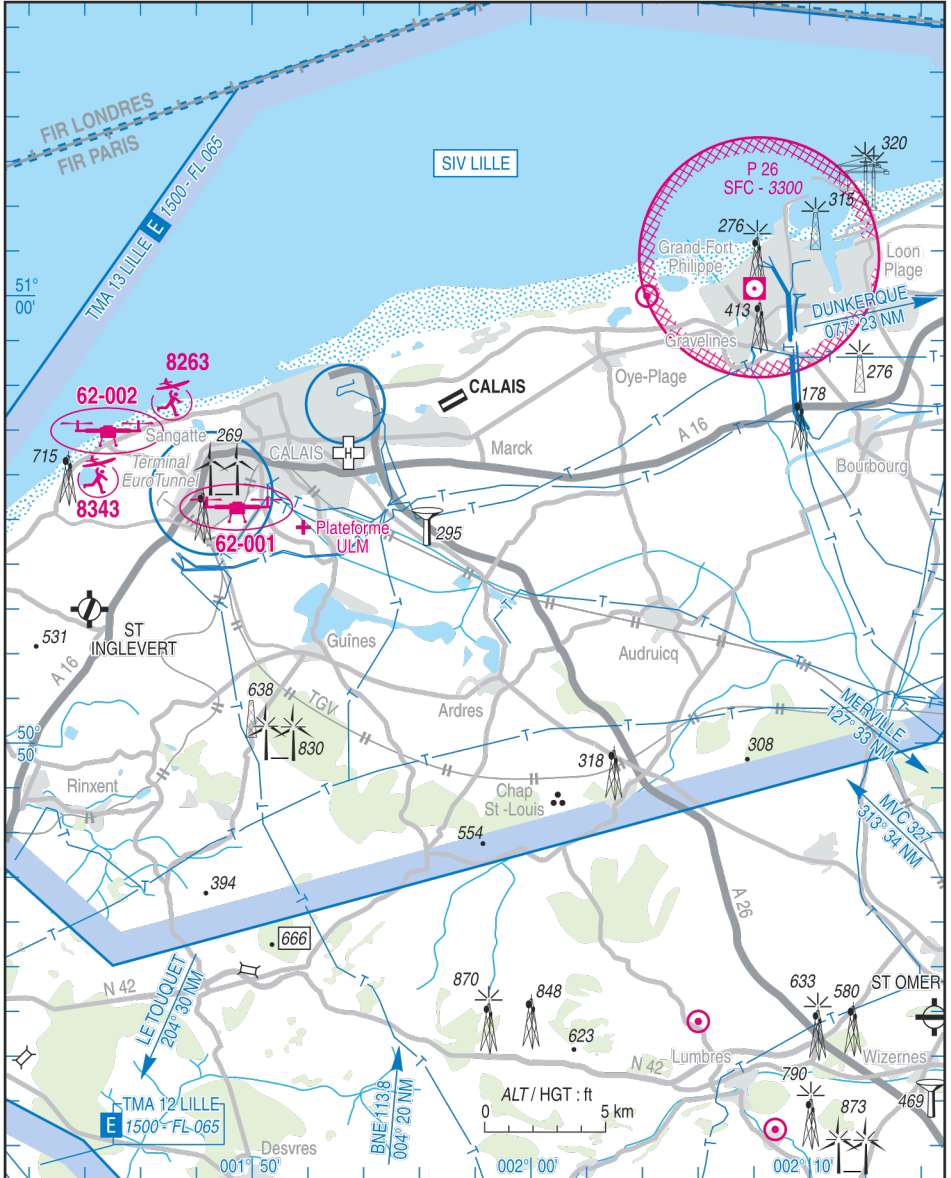 FIR LONDRES
FIR PARIS
TMA 13 LILLE E 1500 - FL 065
SIV LILLE
P 26
SFC - 3300
320
315
276
Grand-Fort
Philippe
Loon
Plage
51°
00'
413
DUNKERQUE
077° 23 NM
Gravelines
8263
62-002
Oye-Plage
276
CALAIS
178
Sangatte
269
A 16
715
Terminal
EuroTunnel
CALAIS
H
Marck
Bourbourg
8343
62-001
Plateforme
ULM
295
ST
INGLEVERT
531
A 16
Guînes
Audruicq
638
TGV
Ardres
MERVILLE
127° 33 NM
50°
50'
830
308
318
Rinxent
Chap
St -Louis
MVC 327
313° 34 NM
554
394
A 26
666
N 42
LE TOUQUET
204° 30 NM
870
848
633
580
ST OMER
623
N 42
Lumbres
Wizernes
790
BNE 113,8
004° 20 NM
ALT / HGT : ft
0
5 km
469
873
E
TMA 12 LILLE
1500 - FL 065
Desvres
001° 50'
002° 00'
002° 10'